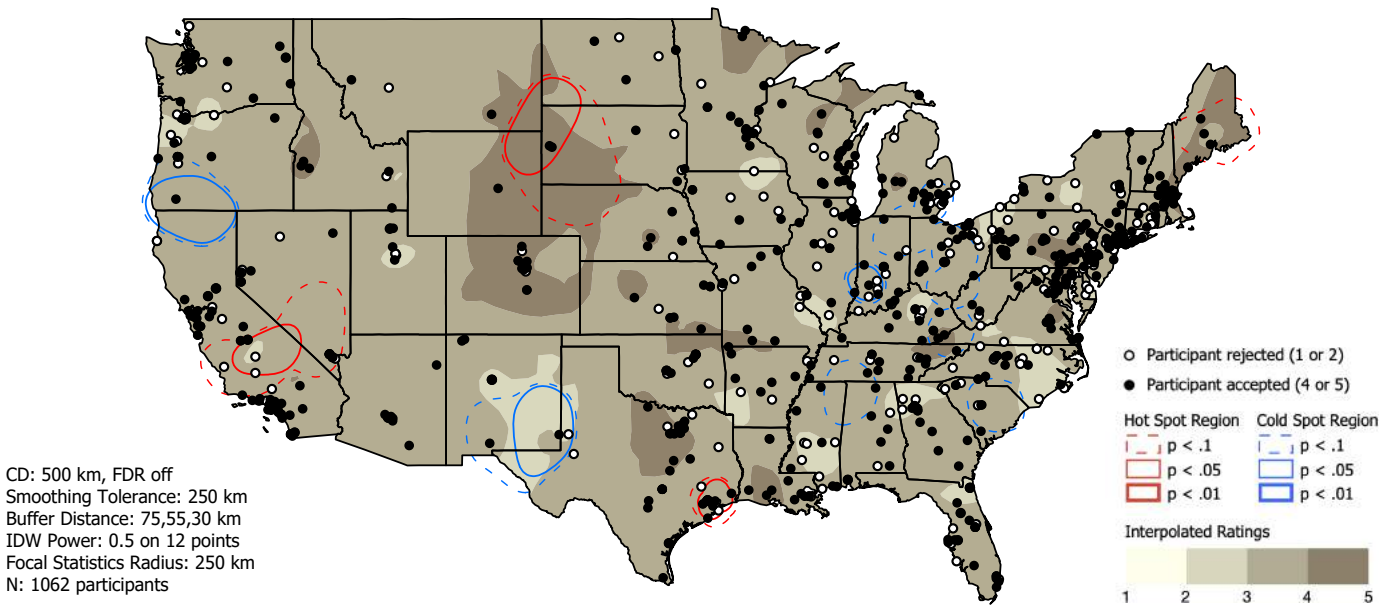 CD: 500 km, FDR off
Smoothing Tolerance: 250 km
Buffer Distance: 75,55,30 km
IDW Power: 0.5 on 12 points
Focal Statistics Radius: 250 km
N: 1062 participants
Participant rejected (1 or 2)
Participant accepted (4 or 5)
Hot Spot Region Cold Spot Region
p < .1 p < .1
p < .05 p < .05
p < .01 p < .01
Interpolated Ratings
1 2 3 4 5